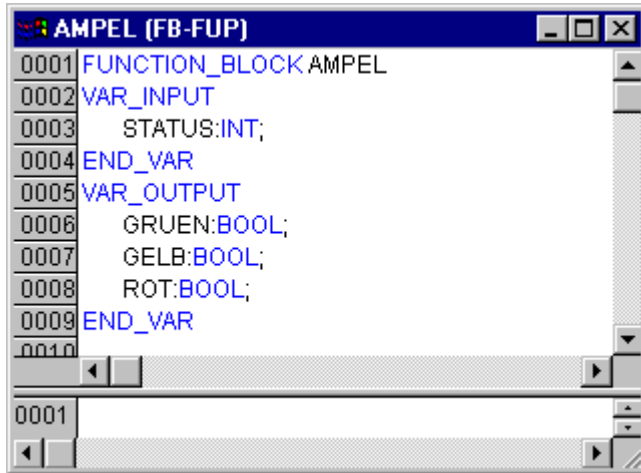 AMPEL (FB-FUP)
0001 FUNCTION_BLOCK AMPEL
0002 VAR_INPUT
0003 STATUS:INT;
0004 END_VAR
0005 VAR_OUTPUT
0006 GRUEN:BOOL;
0007 GELB:BOOL;
0008 ROT:BOOL;
0009 END_VAR
0010
0001